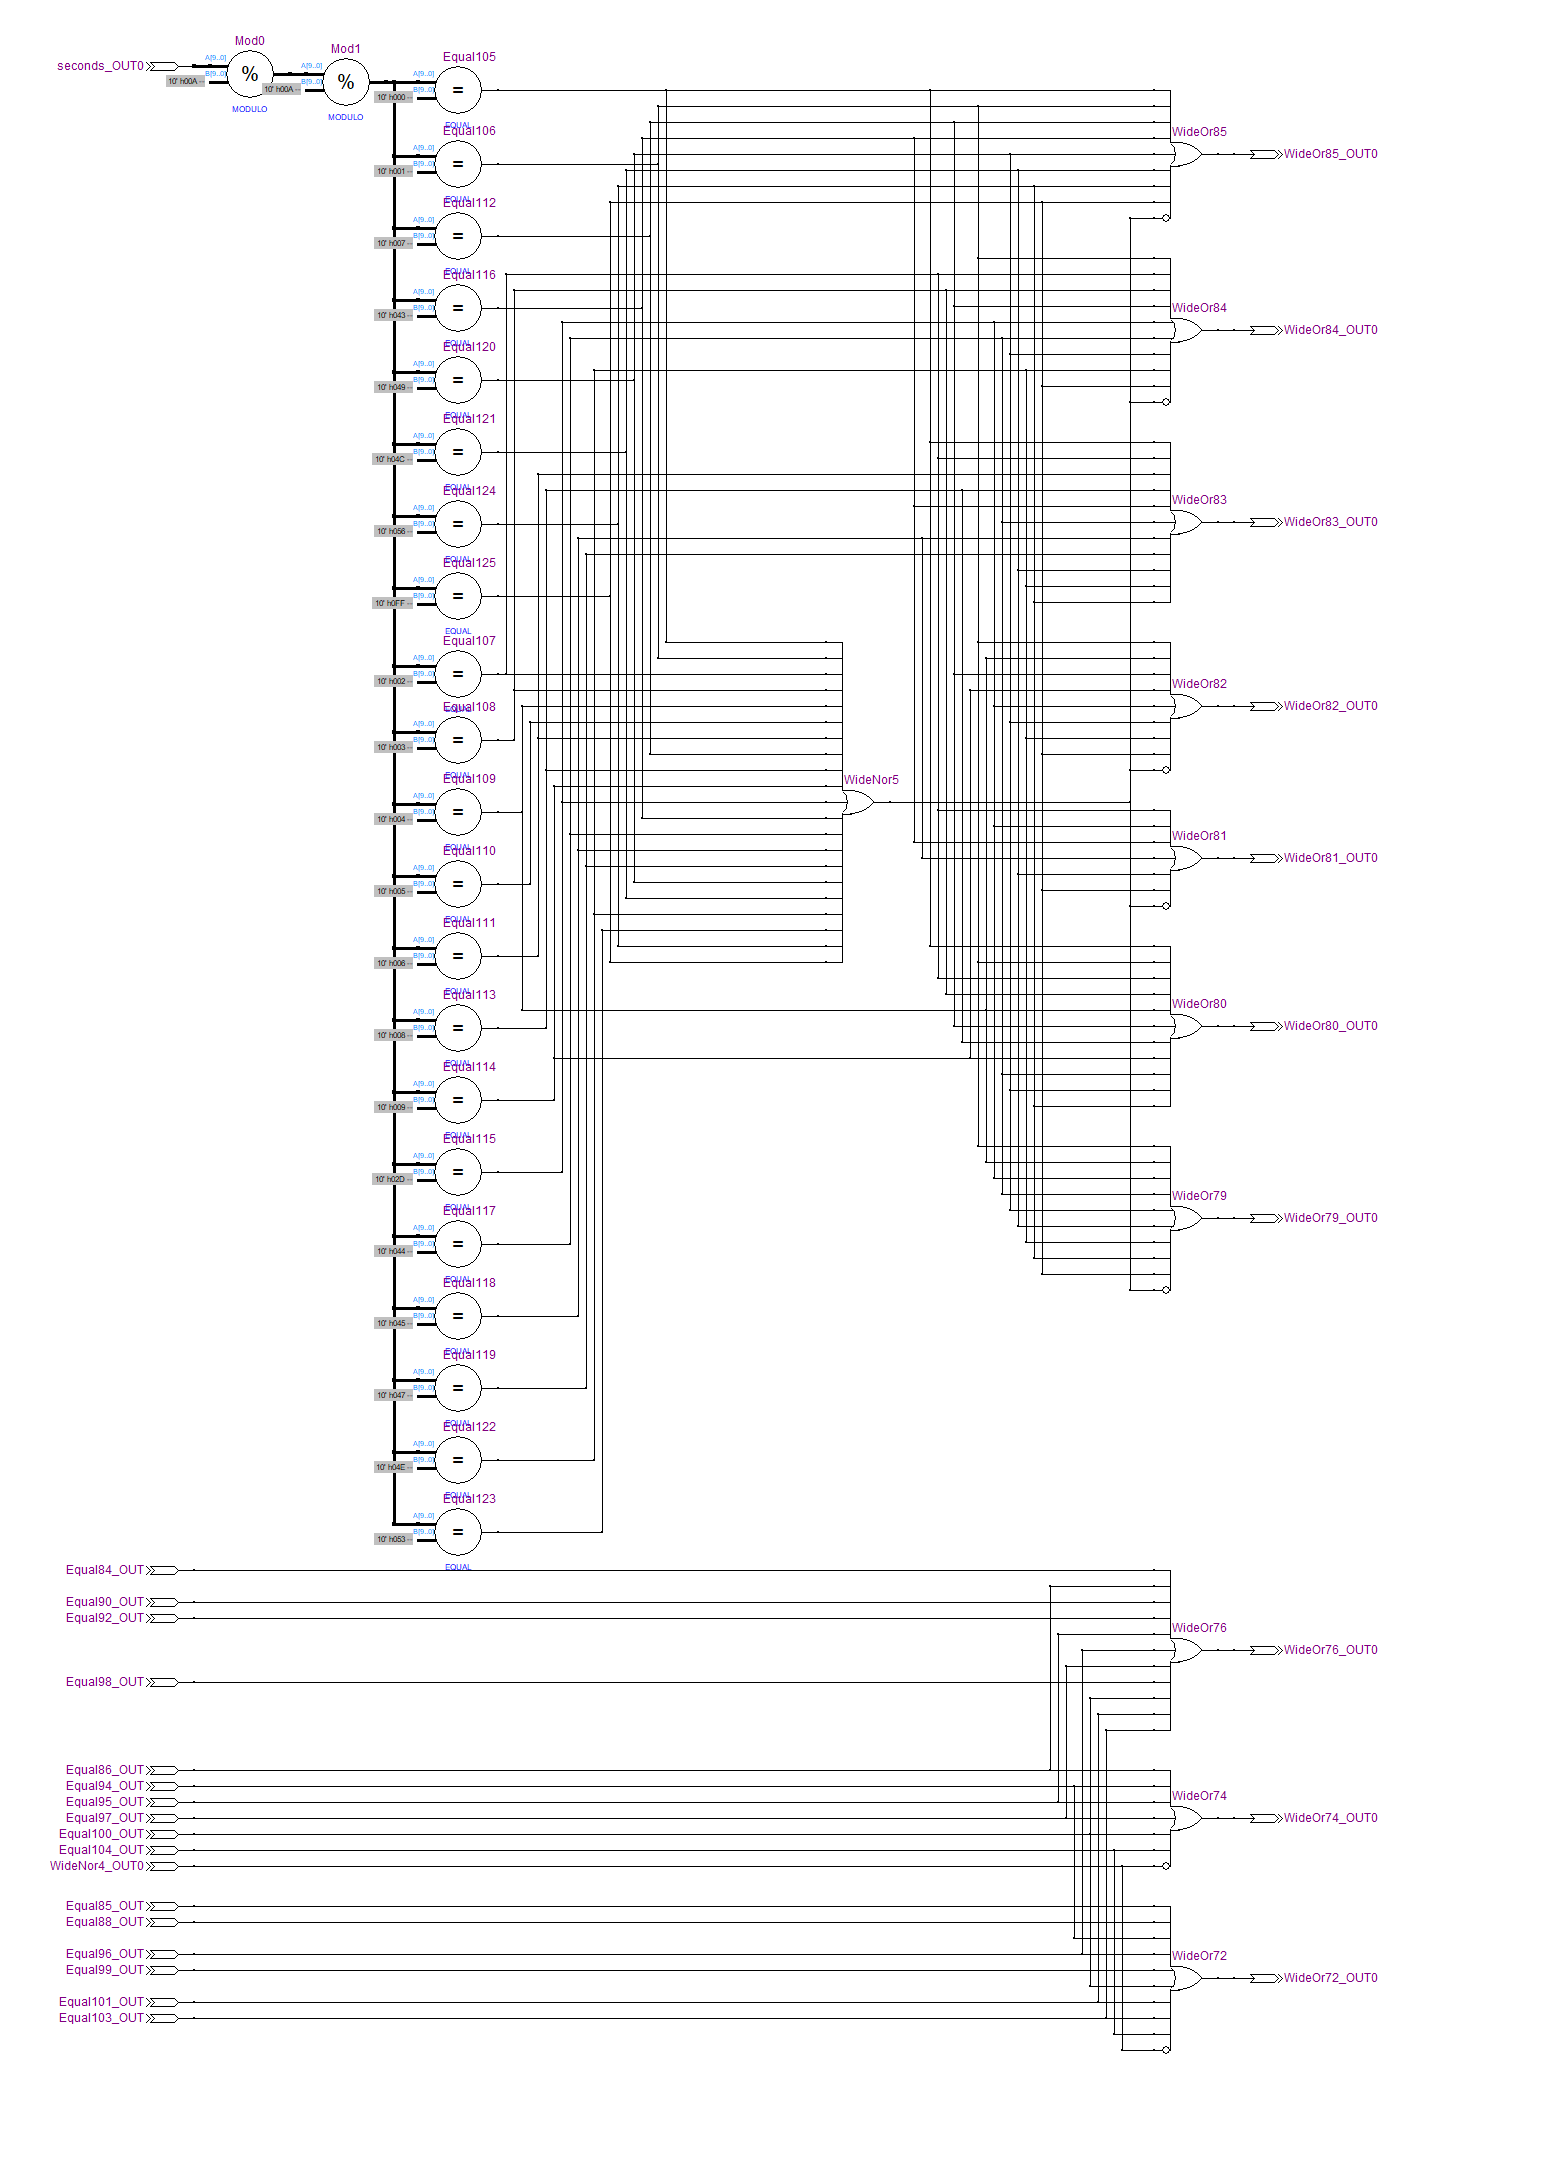 Mod0
seconds_OUT0
A[9..0]
%
B[9..0]
10' h00A
MODULO
Mod1
A[9..0]
%
B[9..0]
10' h00A
MODULO
Equal105
A[9..0]
=
B[9..0]
10' h000
EQUAL
Equal106
A[9..0]
=
B[9..0]
10' h001
EQUAL
Equal112
A[9..0]
=
B[9..0]
10' h007
EQUAL
Equal116
A[9..0]
=
B[9..0]
10' h043
EQUAL
Equal120
A[9..0]
=
B[9..0]
10' h049
EQUAL
Equal121
A[9..0]
=
B[9..0]
10' h04C
EQUAL
Equal124
A[9..0]
=
B[9..0]
10' h056
EQUAL
Equal125
A[9..0]
=
B[9..0]
10' h0FF
EQUAL
Equal107
A[9..0]
=
B[9..0]
10' h002
EQUAL
Equal108
A[9..0]
=
B[9..0]
10' h003
EQUAL
Equal109
A[9..0]
=
B[9..0]
10' h004
EQUAL
Equal110
A[9..0]
=
B[9..0]
10' h005
EQUAL
Equal111
A[9..0]
=
B[9..0]
10' h006
EQUAL
Equal113
A[9..0]
=
B[9..0]
10' h008
EQUAL
Equal114
A[9..0]
=
B[9..0]
10' h009
EQUAL
Equal115
A[9..0]
=
B[9..0]
10' h02D
EQUAL
Equal117
A[9..0]
=
B[9..0]
10' h044
EQUAL
Equal118
A[9..0]
=
B[9..0]
10' h045
EQUAL
Equal119
A[9..0]
=
B[9..0]
10' h047
EQUAL
Equal122
A[9..0]
=
B[9..0]
10' h04E
EQUAL
Equal123
A[9..0]
=
B[9..0]
10' h053
EQUAL
WideNor5
WideOr85
WideOr85_OUT0
WideOr84
WideOr84_OUT0
WideOr83
WideOr83_OUT0
WideOr82
WideOr82_OUT0
WideOr81
WideOr81_OUT0
WideOr80
WideOr80_OUT0
WideOr79
WideOr79_OUT0
Equal84_OUT
Equal90_OUT
Equal92_OUT
WideOr76
WideOr76_OUT0
Equal98_OUT
Equal86_OUT
Equal94_OUT
Equal95_OUT
Equal97_OUT
Equal100_OUT
Equal104_OUT
WideNor4_OUT0
WideOr74
WideOr74_OUT0
Equal85_OUT
Equal88_OUT
Equal96_OUT
Equal99_OUT
Equal101_OUT
Equal103_OUT
WideOr72
WideOr72_OUT0